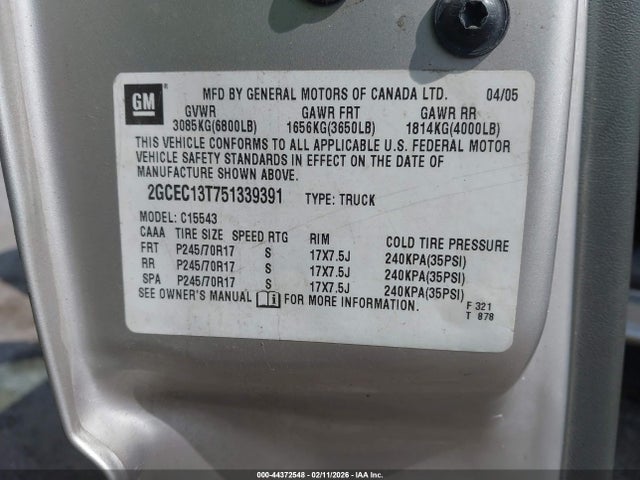 GM ® MFD BY GENERAL MOTORS OF CANADA LTD. 04/05
GVWR GAWR FRT GAWR RR
3085KG(6800LB) 1656KG(3650LB) 1814KG(4000LB)
THIS VEHICLE CONFORMS TO ALL APPLICABLE U.S. FEDERAL MOTOR
VEHICLE SAFETY STANDARDS IN EFFECT ON THE DATE OF
MANUFACTURE SHOWN ABOVE.
2GCEC13T751339391 TYPE: TRUCK
MODEL: C15543
CAAA TIRE SIZE SPEED RTG RIM COLD TIRE PRESSURE
FRT P245/70R17 S 17X7.5J 240KPA(35PSI)
RR P245/70R17 S 17X7.5J 240KPA(35PSI)
SPA P245/70R17 S 17X7.5J 240KPA(35PSI)
SEE OWNER'S MANUAL FOR MORE INFORMATION.
F 321
T 878
000-44372548 - 02/11/2026 - IAAI, Inc.